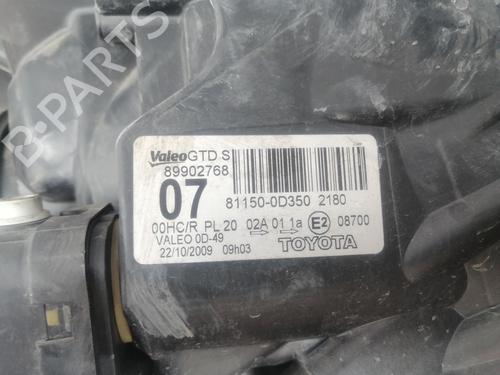 B-PARTS
Valeo GTD S
89902768
07 81150-0D350 2180
00HC/R PL 20 02A 01 1a E2 08700
VALEO 0D-49
22/10/2009 09h03
TOYOTA